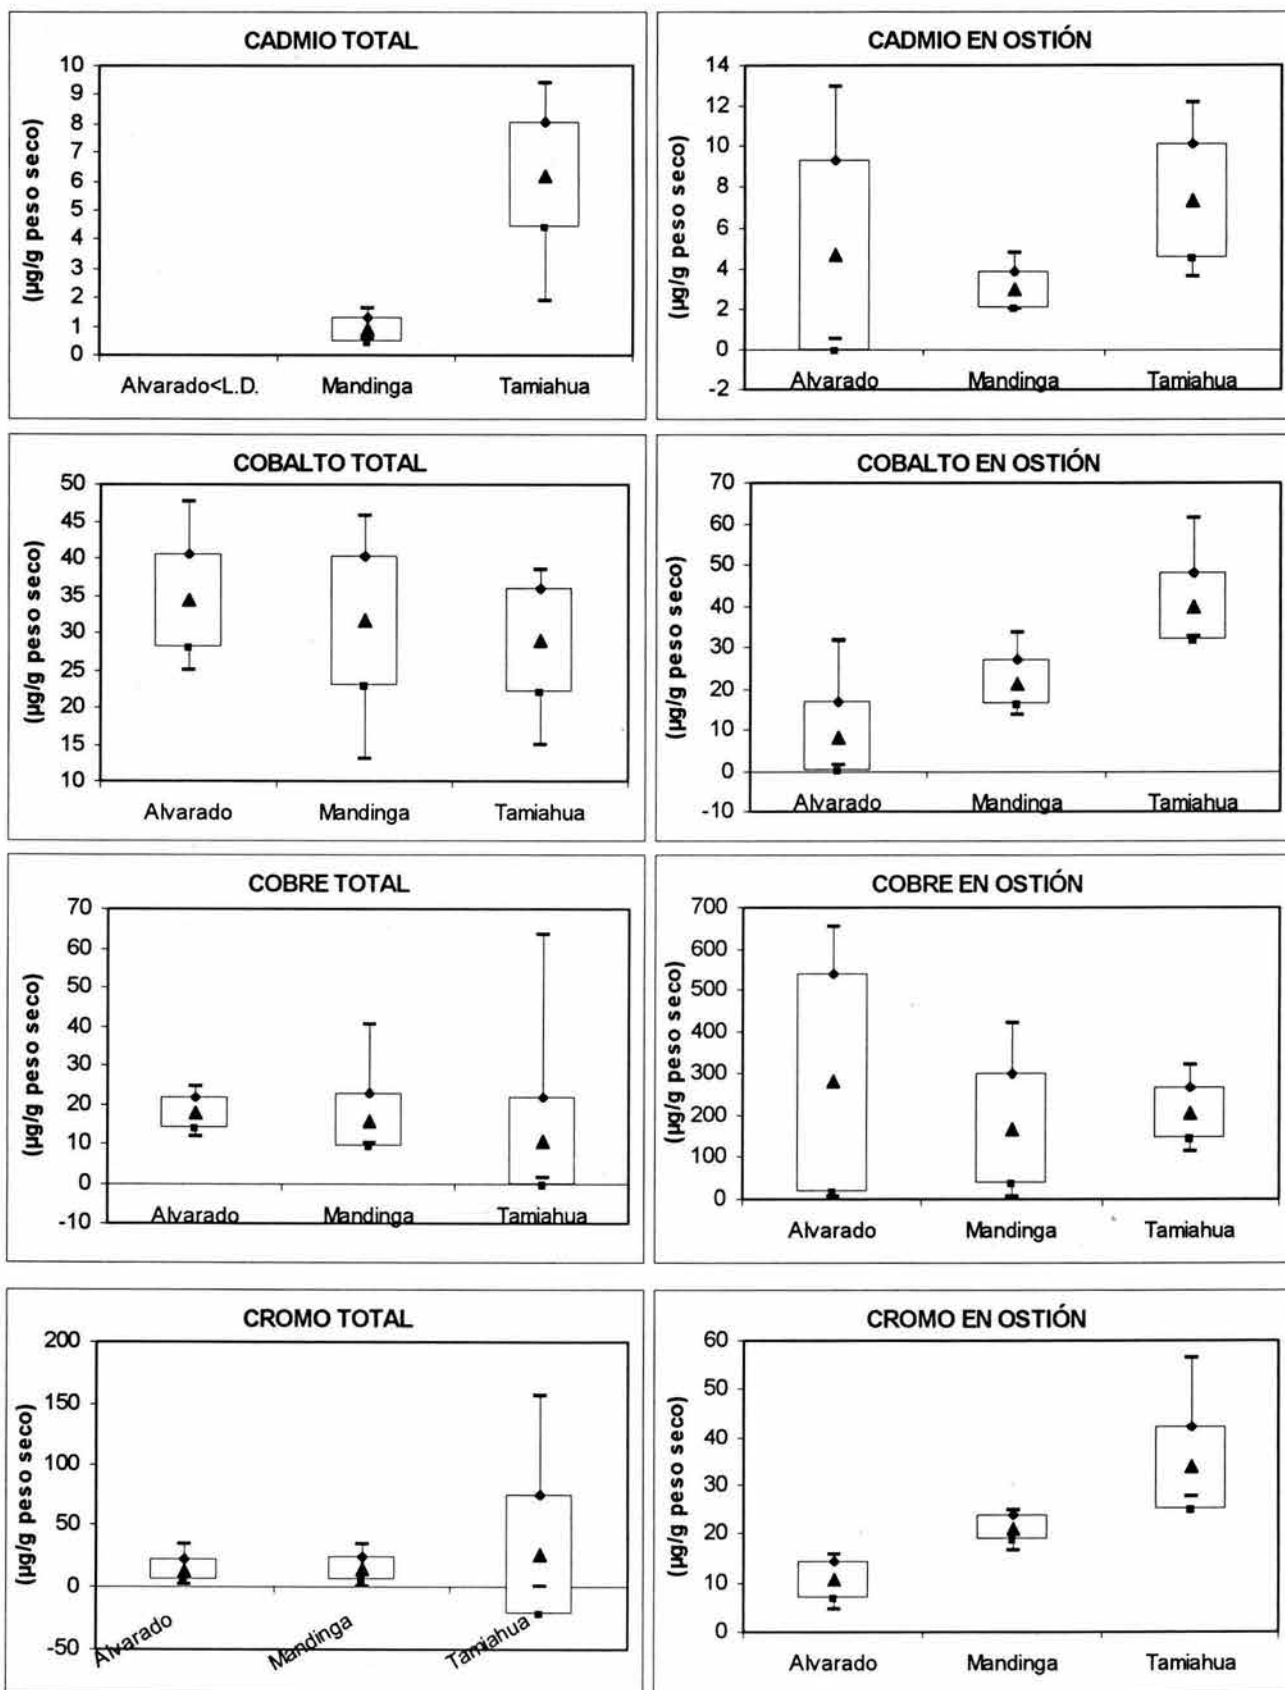 CADMIO TOTAL
(µg/g peso seco)
10
9
8
7
6
5
4
3
2
1
0
Alvarado<L.D. Mandinga Tamiahua
CADMIO EN OSTIÓN
(µg/g peso seco)
14
12
10
8
6
4
2
0
-2
Alvarado Mandinga Tamiahua
COBALTO TOTAL
(µg/g peso seco)
50
45
40
35
30
25
20
15
10
Alvarado Mandinga Tamiahua
COBALTO EN OSTIÓN
(µg/g peso seco)
70
60
50
40
30
20
10
0
-10
Alvarado Mandinga Tamiahua
COBRE TOTAL
(µg/g peso seco)
70
60
50
40
30
20
10
0
-10
Alvarado Mandinga Tamiahua
COBRE EN OSTIÓN
(µg/g peso seco)
700
600
500
400
300
200
100
0
Alvarado Mandinga Tamiahua
CROMO TOTAL
(µg/g peso seco)
200
150
100
50
0
-50
Alvarado Mandinga Tamiahua
CROMO EN OSTIÓN
(µg/g peso seco)
60
50
40
30
20
10
0
Alvarado Mandinga Tamiahua